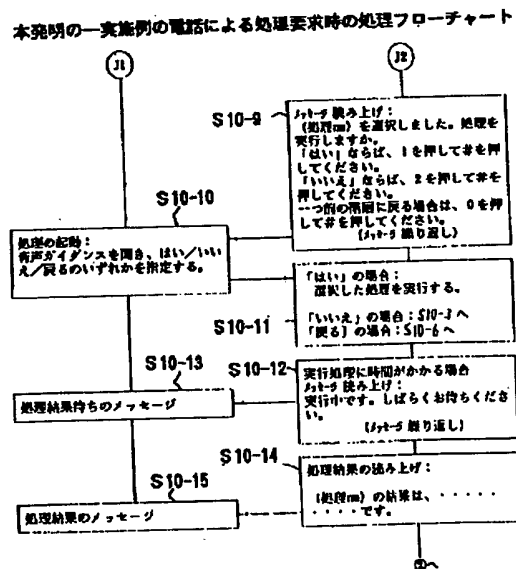 本発明の一実施例の電話による処理要求時の処理フローチャート
J1
J2
S10-9
メッセージ読み上げ：
(処理nm) を選択しました。処理を
実行しますか。
「はい」ならば、1を押して#を押
してください。
「いいえ」ならば、2を押して#を
押してください。
一つ前の階層に戻る場合は、0を押
して#を押してください。
(メッセージ 繰り返し)
S10-10
処理の起動：
音声ガイダンスを聞き、はい/いい
え/戻るのいずれかを指定する。
「はい」の場合：
選択した処理を実行する。
S10-11
「いいえ」の場合：S10-3へ
「戻る」の場合：S10-6へ
S10-12
実行処理に時間がかかる場合
メッセージ読み上げ：
実行中です。しばらくお待ちくださ
い。
(メッセージ 繰り返し)
S10-13
処理結果待ちのメッセージ
S10-14
処理結果の読み上げ：
(処理nm) の結果は、・・・・・
・・・・です。
S10-15
処理結果のメッセージ